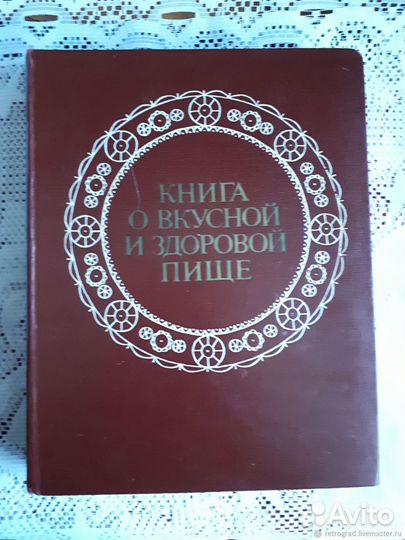 КНИГА
О ВКУСНОЙ
И ЗДОРОВОЙ
ПИЩЕ
Avito
retrograd.livemaster.ru